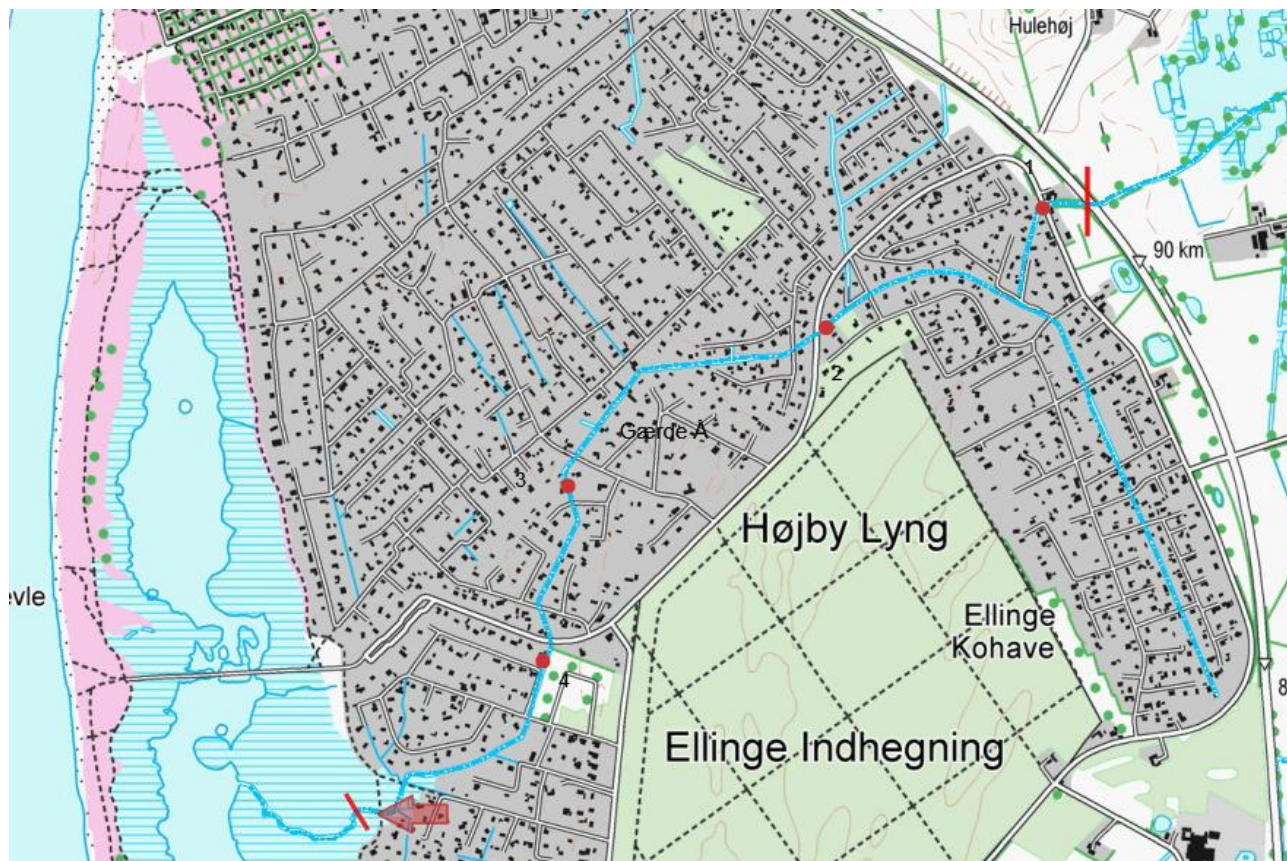 Hulehøj
1
90 km
2
Gærde Å
3
Højby Lyng
evle
Ellinge
Kohave
4
8
Ellinge Indhegning